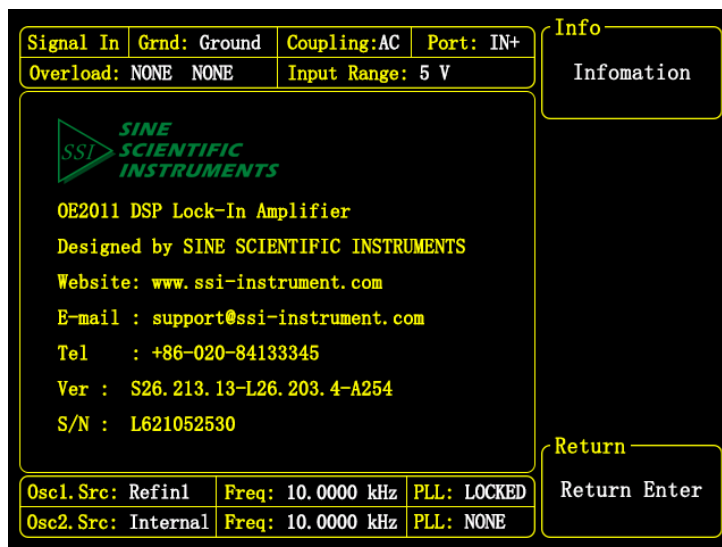 Signal In Grnd: Ground Coupling:AC Port: IN+
Overload: NONE NONE Input Range: 5 V
Info
Infomation
SSI
SINE
SCIENTIFIC
INSTRUMENTS
OE2011 DSP Lock-In Amplifier
Designed by SINE SCIENTIFIC INSTRUMENTS
Website: www.ssi-instrument.com
E-mail : support@ssi-instrument.com
Tel : +86-020-84133345
Ver : S26.213.13-L26.203.4-A254
S/N : L621052530
Return
Return Enter
Osc1.Src: Refin1 Freq: 10.0000 kHz PLL: LOCKED
Osc2.Src: Internal Freq: 10.0000 kHz PLL: NONE